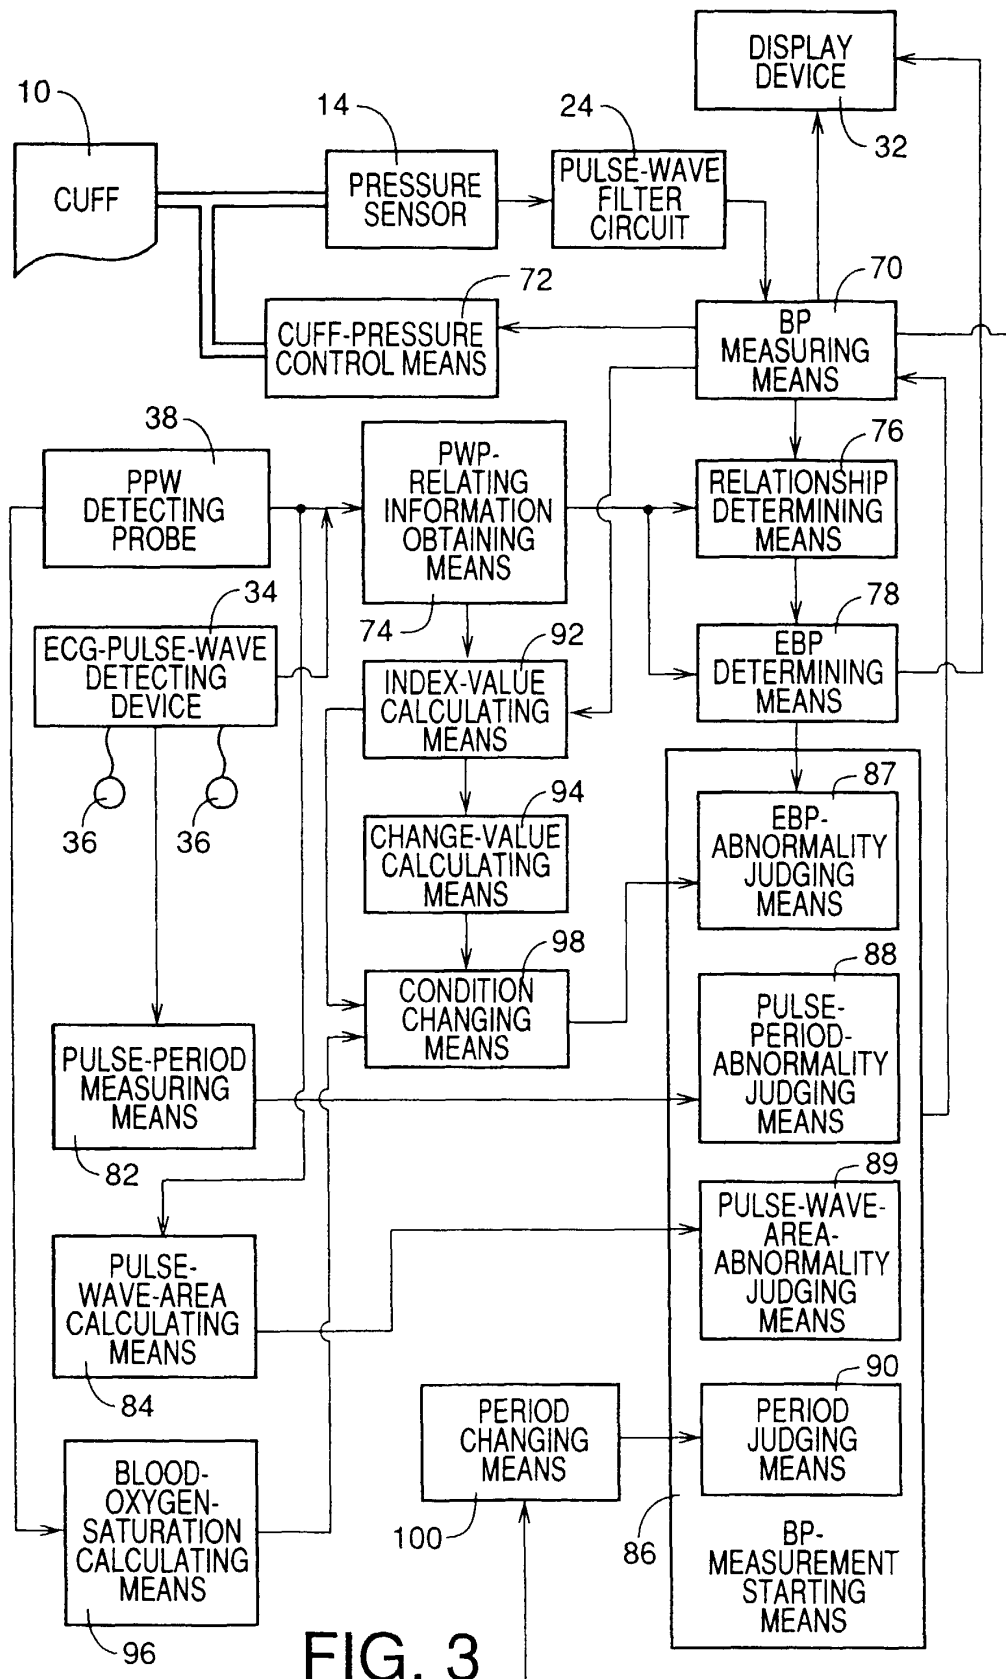 DISPLAY
DEVICE
32
10
CUFF
14
PRESSURE
SENSOR
24
PULSE-WAVE
FILTER
CIRCUIT
72
CUFF-PRESSURE
CONTROL MEANS
70
BP
MEASURING
MEANS
38
PPW
DETECTING
PROBE
PWP-
RELATING
INFORMATION
OBTAINING
MEANS
74
76
RELATIONSHIP
DETERMINING
MEANS
34
ECG-PULSE-WAVE
DETECTING
DEVICE
36
36
92
INDEX-VALUE
CALCULATING
MEANS
78
EBP
DETERMINING
MEANS
94
CHANGE-VALUE
CALCULATING
MEANS
87
EBP-
ABNORMALITY
JUDGING
MEANS
98
CONDITION
CHANGING
MEANS
88
PULSE-
PERIOD-
ABNORMALITY
JUDGING
MEANS
PULSE-PERIOD
MEASURING
MEANS
82
89
PULSE-WAVE-
AREA-
ABNORMALITY
JUDGING
MEANS
PULSE-
WAVE-AREA
CALCULATING
MEANS
84
PERIOD
CHANGING
MEANS
100
90
PERIOD
JUDGING
MEANS
86
BP-
MEASUREMENT
STARTING
MEANS
BLOOD-
OXYGEN-
SATURATION
CALCULATING
MEANS
96
FIG. 3